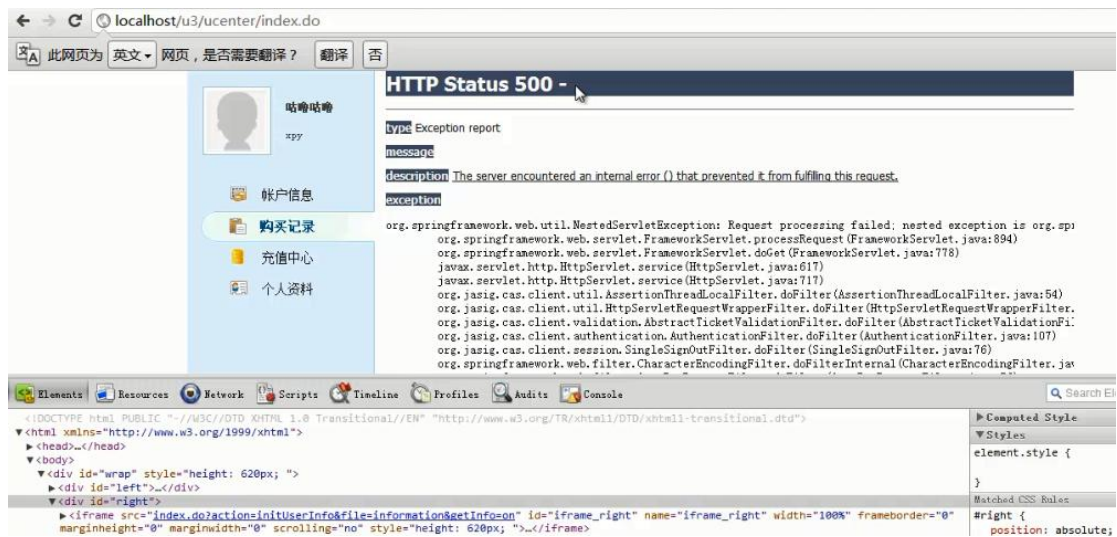 localhost/u3/ucenter/index.do
此网页为 英文 网页，是否需要翻译？ 翻译 否
HTTP Status 500 -
咕噜咕噜
xpy
type Exception report
message
description The server encountered an internal error () that prevented it from fulfilling this request.
exception
帐户信息
购买记录
充值中心
个人资料
org.springframework.web.util.NestedServletException: Request processing failed; nested exception is org.spr
org.springframework.web.servlet.FrameworkServlet.processRequest(FrameworkServlet.java:894)
org.springframework.web.servlet.FrameworkServlet.doGet(FrameworkServlet.java:778)
javax.servlet.http.HttpServlet.service(HttpServlet.java:617)
javax.servlet.http.HttpServlet.service(HttpServlet.java:717)
org.jasig.cas.client.util.AssertionThreadLocalFilter.doFilter(AssertionThreadLocalFilter.java:54)
org.jasig.cas.client.util.HttpServletRequestWrapperFilter.doFilter(HttpServletRequestWrapperFilter.
org.jasig.cas.client.validation.AbstractTicketValidationFilter.doFilter(AbstractTicketValidationFil
org.jasig.cas.client.authentication.AuthenticationFilter.doFilter(AuthenticationFilter.java:107)
org.jasig.cas.client.session.SingleSignOutFilter.doFilter(SingleSignOutFilter.java:76)
org.springframework.web.filter.CharacterEncodingFilter.doFilterInternal(CharacterEncodingFilter.jav
Elements Resources Network Scripts Timeline Profiles Audits Console Search El
<!DOCTYPE html PUBLIC "-//W3C//DTD XHTML 1.0 Transitional//EN" "http://www.w3.org/TR/xhtml1/DTD/xhtml1-transitional.dtd">
<html xmlns="http://www.w3.org/1999/xhtml">
<head>…</head>
<body>
<div id="wrap" style="height: 620px; ">
<div id="left">…</div>
<div id="right">
<iframe src="index.do?action=initUserInfo&file=information&getInfo=on" id="iframe_right" name="iframe_right" width="100%" frameborder="0"
marginheight="0" marginwidth="0" scrolling="no" style="height: 620px; ">…</iframe>
Computed Style
Styles
element.style {
}
Matched CSS Rules
#right {
position: absolute;